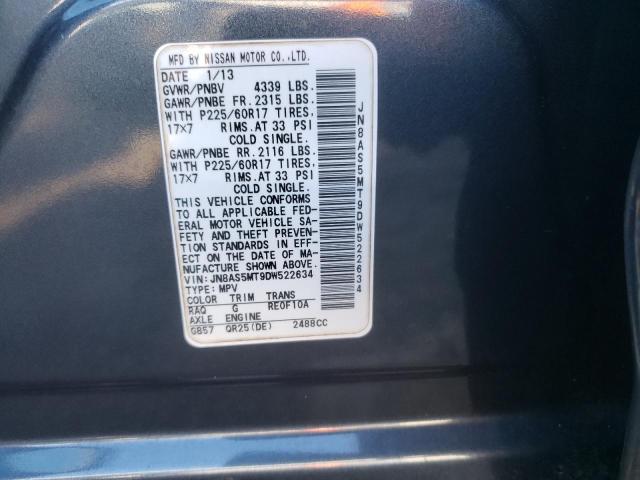 MFD BY NISSAN MOTOR CO.,LTD.
DATE 1/13
GVWR/PNBV 4339 LBS.
GAWR/PNBE FR. 2315 LBS.
WITH P225/60R17 TIRES,
17X7 RIMS.AT 33 PSI
COLD SINGLE.
GAWR/PNBE RR. 2116 LBS.
WITH P225/60R17 TIRES,
17X7 RIMS.AT 33 PSI
COLD SINGLE.
THIS VEHICLE CONFORMS
TO ALL APPLICABLE FED-
ERAL MOTOR VEHICLE SA-
FETY AND THEFT PREVEN-
TION STANDARDS IN EFF-
ECT ON THE DATE OF MA-
NUFACTURE SHOWN ABOVE.
VIN: JN8AS5MT9DW522634
TYPE: MPV
COLOR TRIM TRANS
RAQ G RE0F10A
AXLE ENGINE
GB57 QR25(DE) 2488CC
JN8AS5MT9DW522634